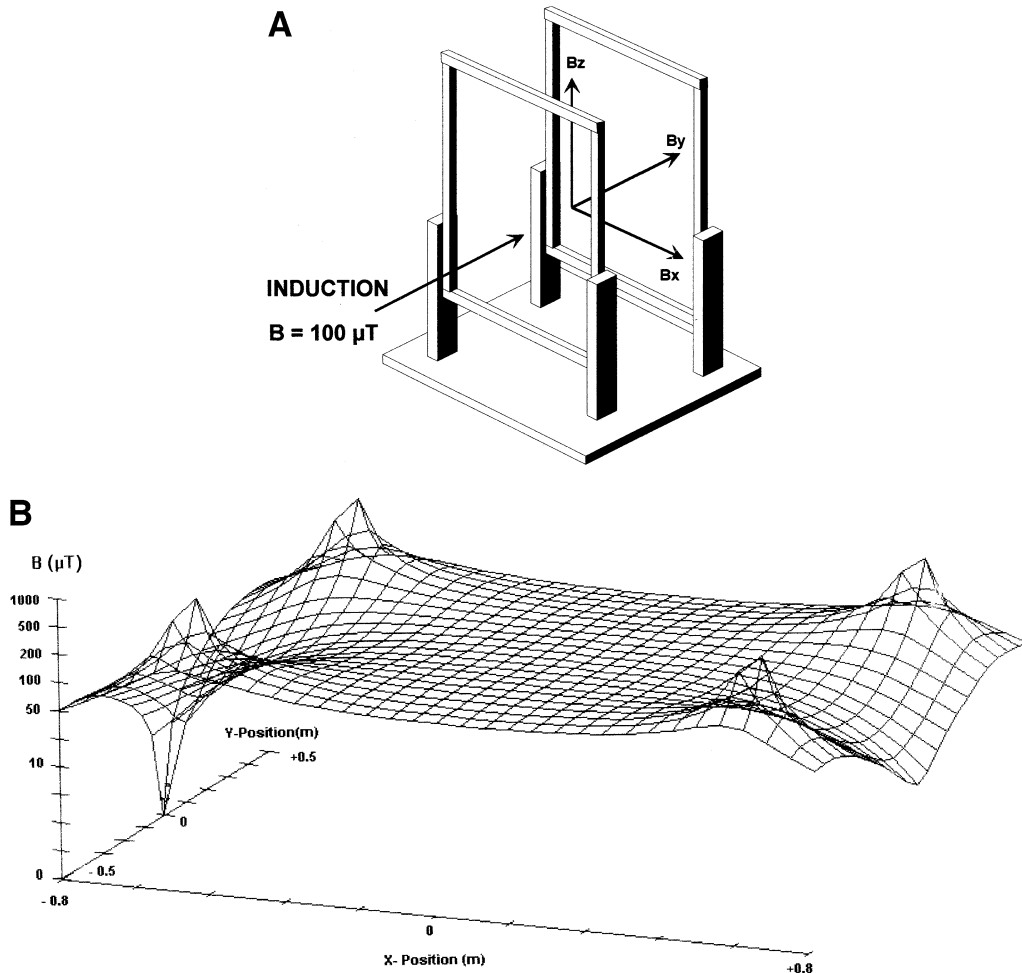 A
Bz
By
Bx
INDUCTION
B = 100 µT
B
B (µT)
1000
500
200
100
50
10
0
Y-Position(m)
+0.5
0
- 0.5
- 0.8
0
+0.8
X- Position (m)